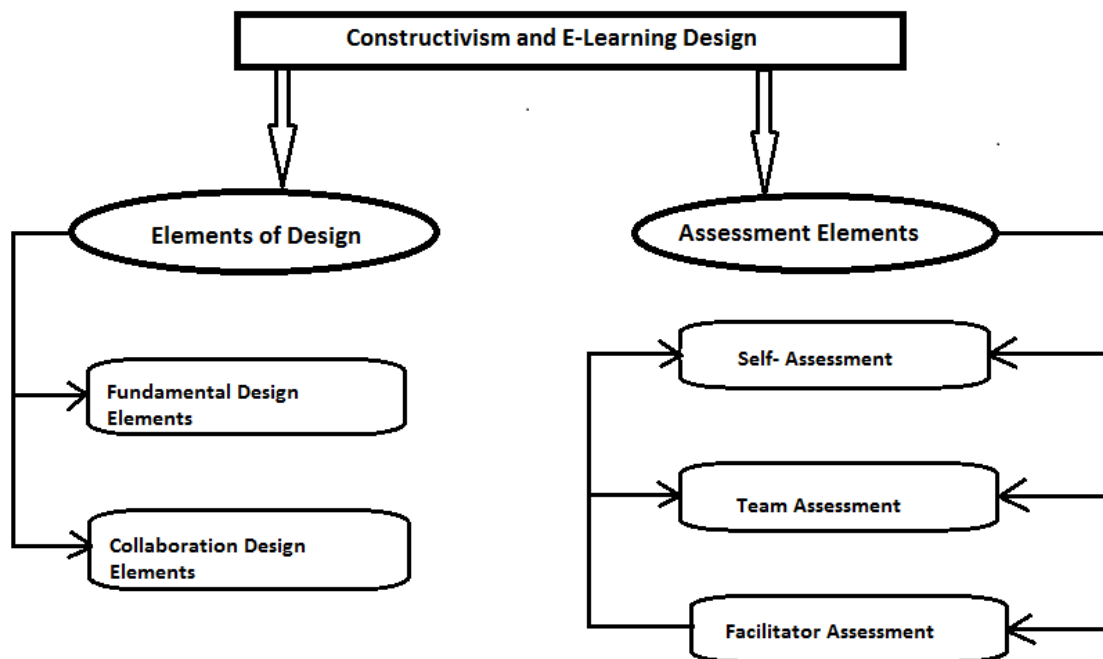 Constructivism and E-Learning Design
Elements of Design
Assessment Elements
Fundamental Design
Elements
Collaboration Design
Elements
Self- Assessment
Team Assessment
Facilitator Assessment